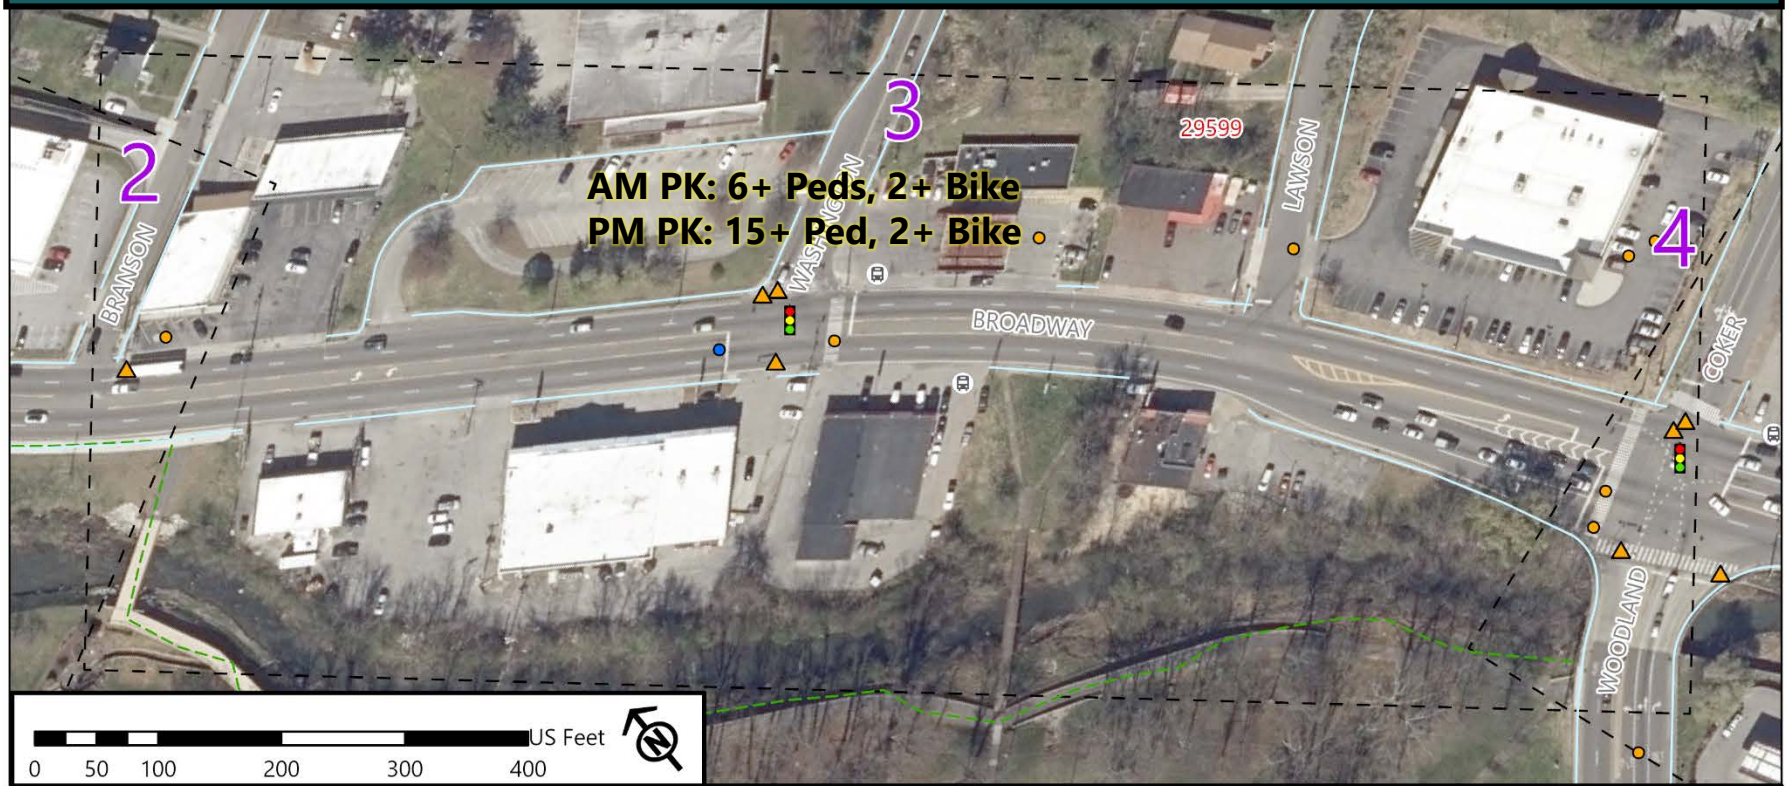 2
3
29599
AM PK: 6+ Peds, 2+ Bike
PM PK: 15+ Ped, 2+ Bike
BRANSON
WASHINGTON
LAWSON
4
BROADWAY
COKER
WOODLAND
US Feet
N
0 50 100 200 300 400